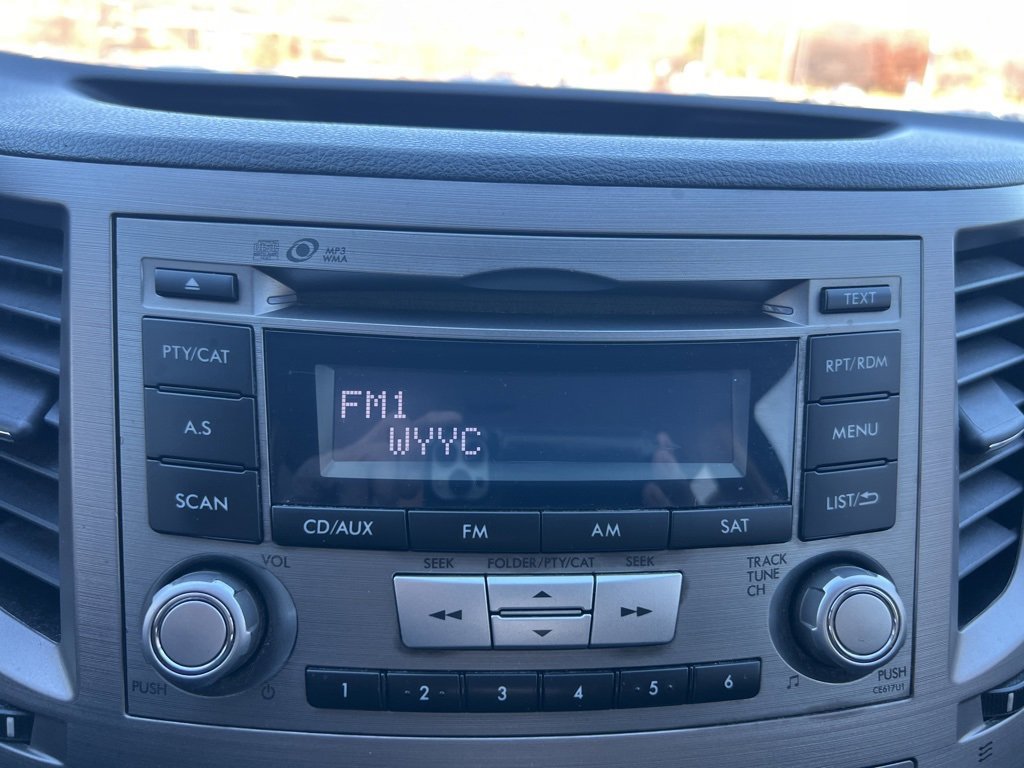 MP3
WMA
TEXT
PTY/CAT
RPT/RDM
FM1
WYYC
A.S
MENU
SCAN
LIST/
CD/AUX
FM
AM
SAT
VOL
SEEK
FOLDER/PTY/CAT
SEEK
TRACK
TUNE
CH
PUSH
1
2
3
4
5
6
PUSH
CE617U1